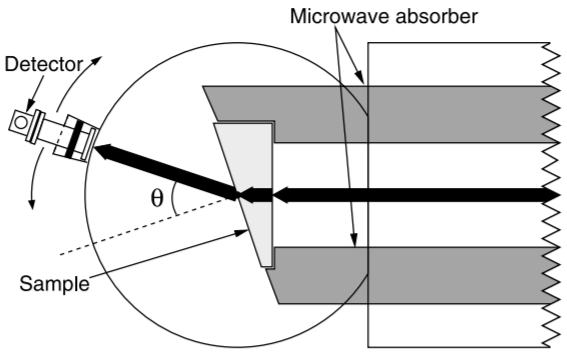 Microwave absorber
Detector
θ
Sample